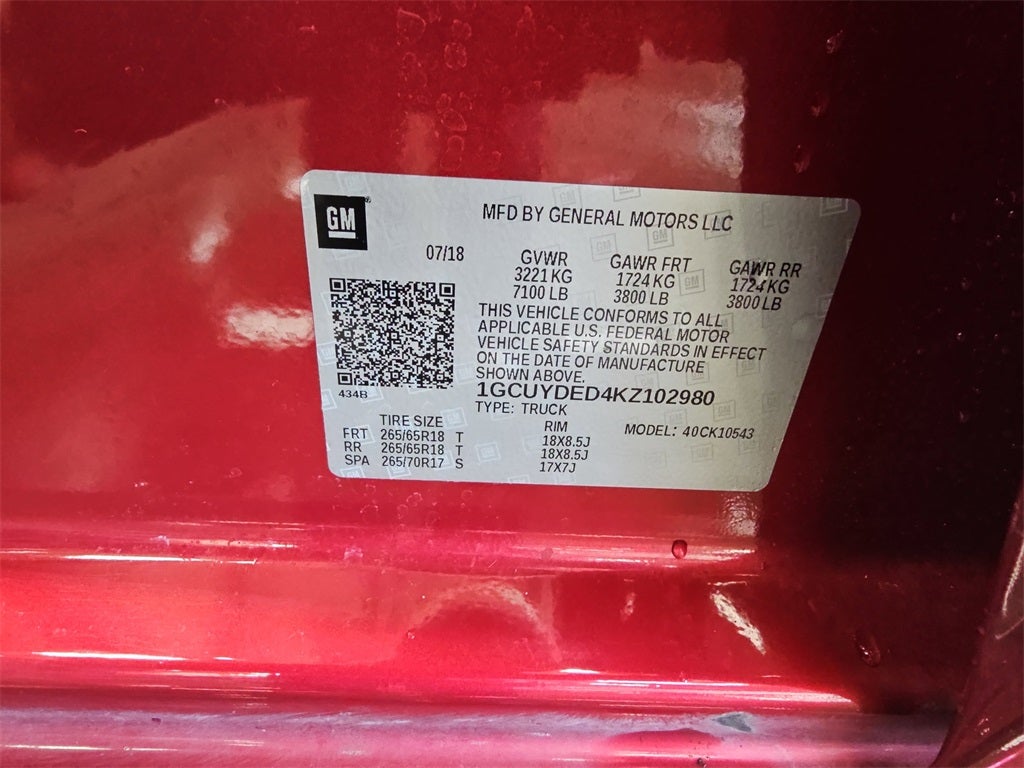 GM
MFD BY GENERAL MOTORS LLC
07/18
GVWR GAWR FRT GAWR RR
3221 KG 1724 KG 1724 KG
7100 LB 3800 LB 3800 LB
THIS VEHICLE CONFORMS TO ALL
APPLICABLE U.S. FEDERAL MOTOR
VEHICLE SAFETY STANDARDS IN EFFECT
ON THE DATE OF MANUFACTURE
SHOWN ABOVE.
434B
1GCUYDED4KZ102980
TYPE: TRUCK
TIRE SIZE RIM MODEL: 40CK10543
FRT 265/65R18 T 18X8.5J
RR 265/65R18 T 18X8.5J
SPA 265/70R17 S 17X7J